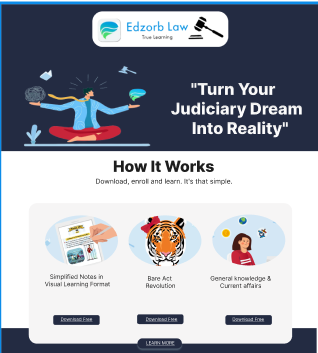 Edzorb Law
True Learning
"Turn Your
Judiciary Dream
Into Reality"
How It Works
Download, enroll and learn. It's that simple.
Simplified Notes in
Visual Learning Format
Bare Act
Revolution
General knowledge &
Current affairs
Download Free
Download Free
Download Free
LEARN MORE